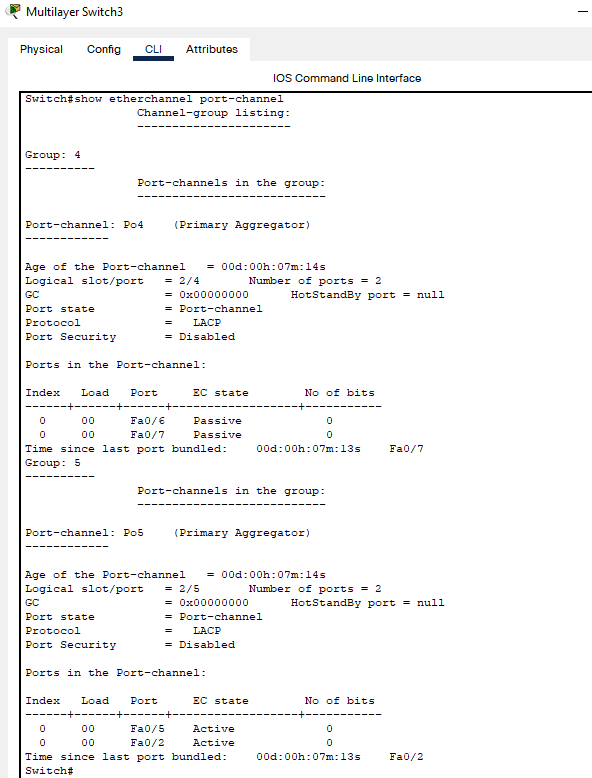 Multilayer Switch3
Physical Config CLI Attributes
IOS Command Line Interface
Switch#show etherchannel port-channel
Channel-group listing:
----------------------
Group: 4
----------
Port-channels in the group:
---------------------------
Port-channel: Po4    (Primary Aggregator)
------------
Age of the Port-channel   = 00d:00h:07m:14s
Logical slot/port   = 2/4       Number of ports = 2
GC                  = 0x00000000      HotStandBy port = null
Port state          = Port-channel
Protocol            =   LACP
Port Security       = Disabled
Ports in the Port-channel:
Index   Load   Port     EC state        No of bits
------+------+------+------------------+-----------
  0     00     Fa0/6    Passive            0
  0     00     Fa0/7    Passive            0
Time since last port bundled:    00d:00h:07m:13s    Fa0/7
Group: 5
----------
Port-channels in the group:
---------------------------
Port-channel: Po5    (Primary Aggregator)
------------
Age of the Port-channel   = 00d:00h:07m:14s
Logical slot/port   = 2/5       Number of ports = 2
GC                  = 0x00000000      HotStandBy port = null
Port state          = Port-channel
Protocol            =   LACP
Port Security       = Disabled
Ports in the Port-channel:
Index   Load   Port     EC state        No of bits
------+------+------+------------------+-----------
  0     00     Fa0/5    Active             0
  0     00     Fa0/2    Active             0
Time since last port bundled:    00d:00h:07m:13s    Fa0/2
Switch#